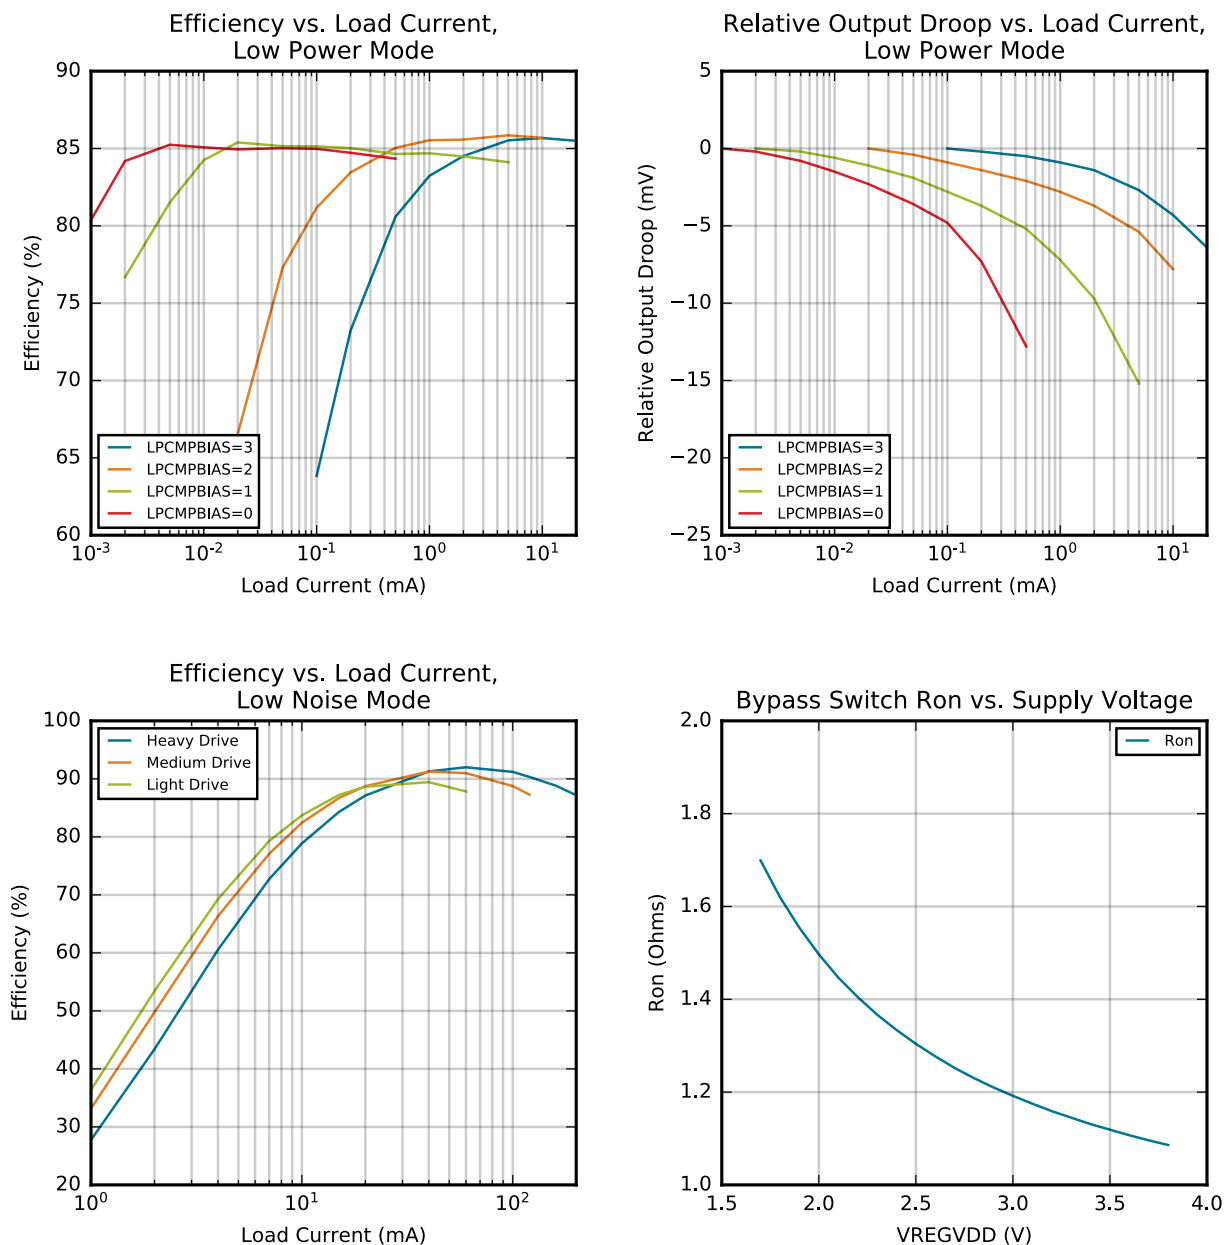 Efficiency vs. Load Current,
Low Power Mode
90
85
80
75
70
65
60
Efficiency (%)
LPCMPBIAS=3
LPCMPBIAS=2
LPCMPBIAS=1
LPCMPBIAS=0
10⁻³ 10⁻² 10⁻¹ 10⁰ 10¹
Load Current (mA)
Relative Output Droop vs. Load Current,
Low Power Mode
5
0
−5
−10
−15
−20
−25
Relative Output Droop (mV)
LPCMPBIAS=3
LPCMPBIAS=2
LPCMPBIAS=1
LPCMPBIAS=0
10⁻³ 10⁻² 10⁻¹ 10⁰ 10¹
Load Current (mA)
Efficiency vs. Load Current,
Low Noise Mode
100
90
80
70
60
50
40
30
20
Efficiency (%)
Heavy Drive
Medium Drive
Light Drive
10⁰ 10¹ 10²
Load Current (mA)
Bypass Switch Ron vs. Supply Voltage
2.0
1.8
1.6
1.4
1.2
1.0
Ron (Ohms)
Ron
1.5 2.0 2.5 3.0 3.5 4.0
VREGVDD (V)